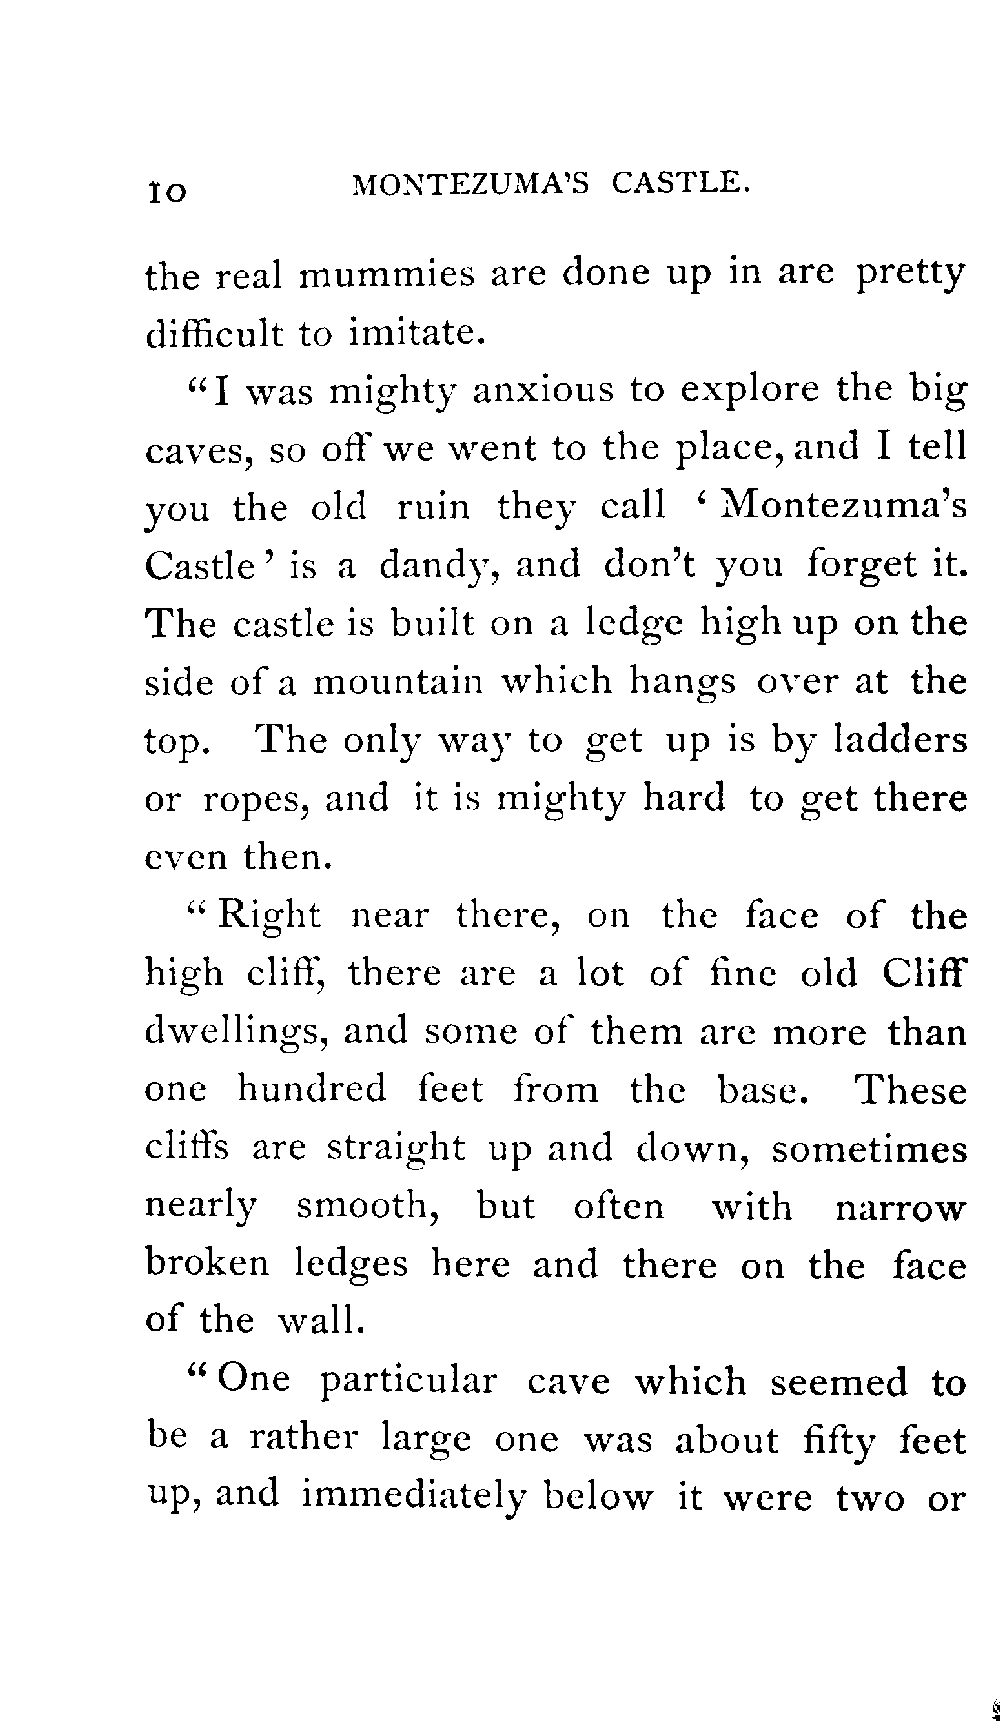 10 MONTEZUMA'S CASTLE.
the real mummies are done up in are pretty
difficult to imitate.
“I was mighty anxious to explore the big
caves, so off we went to the place, and I tell
you the old ruin they call ‘Montezuma's
Castle’ is a dandy, and don't you forget it.
The castle is built on a ledge high up on the
side of a mountain which hangs over at the
top. The only way to get up is by ladders
or ropes, and it is mighty hard to get there
even then.
“Right near there, on the face of the
high cliff, there are a lot of fine old Cliff
dwellings, and some of them are more than
one hundred feet from the base. These
cliffs are straight up and down, sometimes
nearly smooth, but often with narrow
broken ledges here and there on the face
of the wall.
“One particular cave which seemed to
be a rather large one was about fifty feet
up, and immediately below it were two or